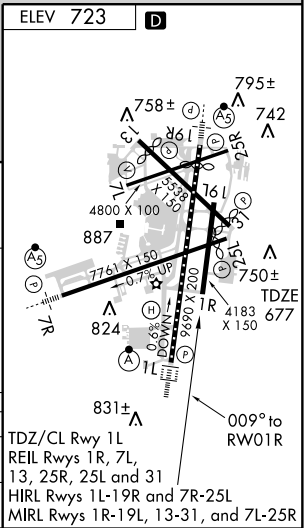 ELEV 723 D
795±
A5
758±
742
P
13
19R
P
25R
V
7L
5538 X 150
19L
P
4800 X 100
31
887
25L
P
A5
7761 X 150
0.7% UP
750±
P
TDZE 677
7R
9690 X 200
1R
4183 X 150
H
824
0.6% DOWN
P
A
1L
831±
009° to RW01R
TDZ/CL Rwy 1L
REIL Rwys 1R, 7L,
13, 25R, 25L and 31
HIRL Rwys 1L-19R and 7R-25L
MIRL Rwys 1R-19L, 13-31, and 7L-25R